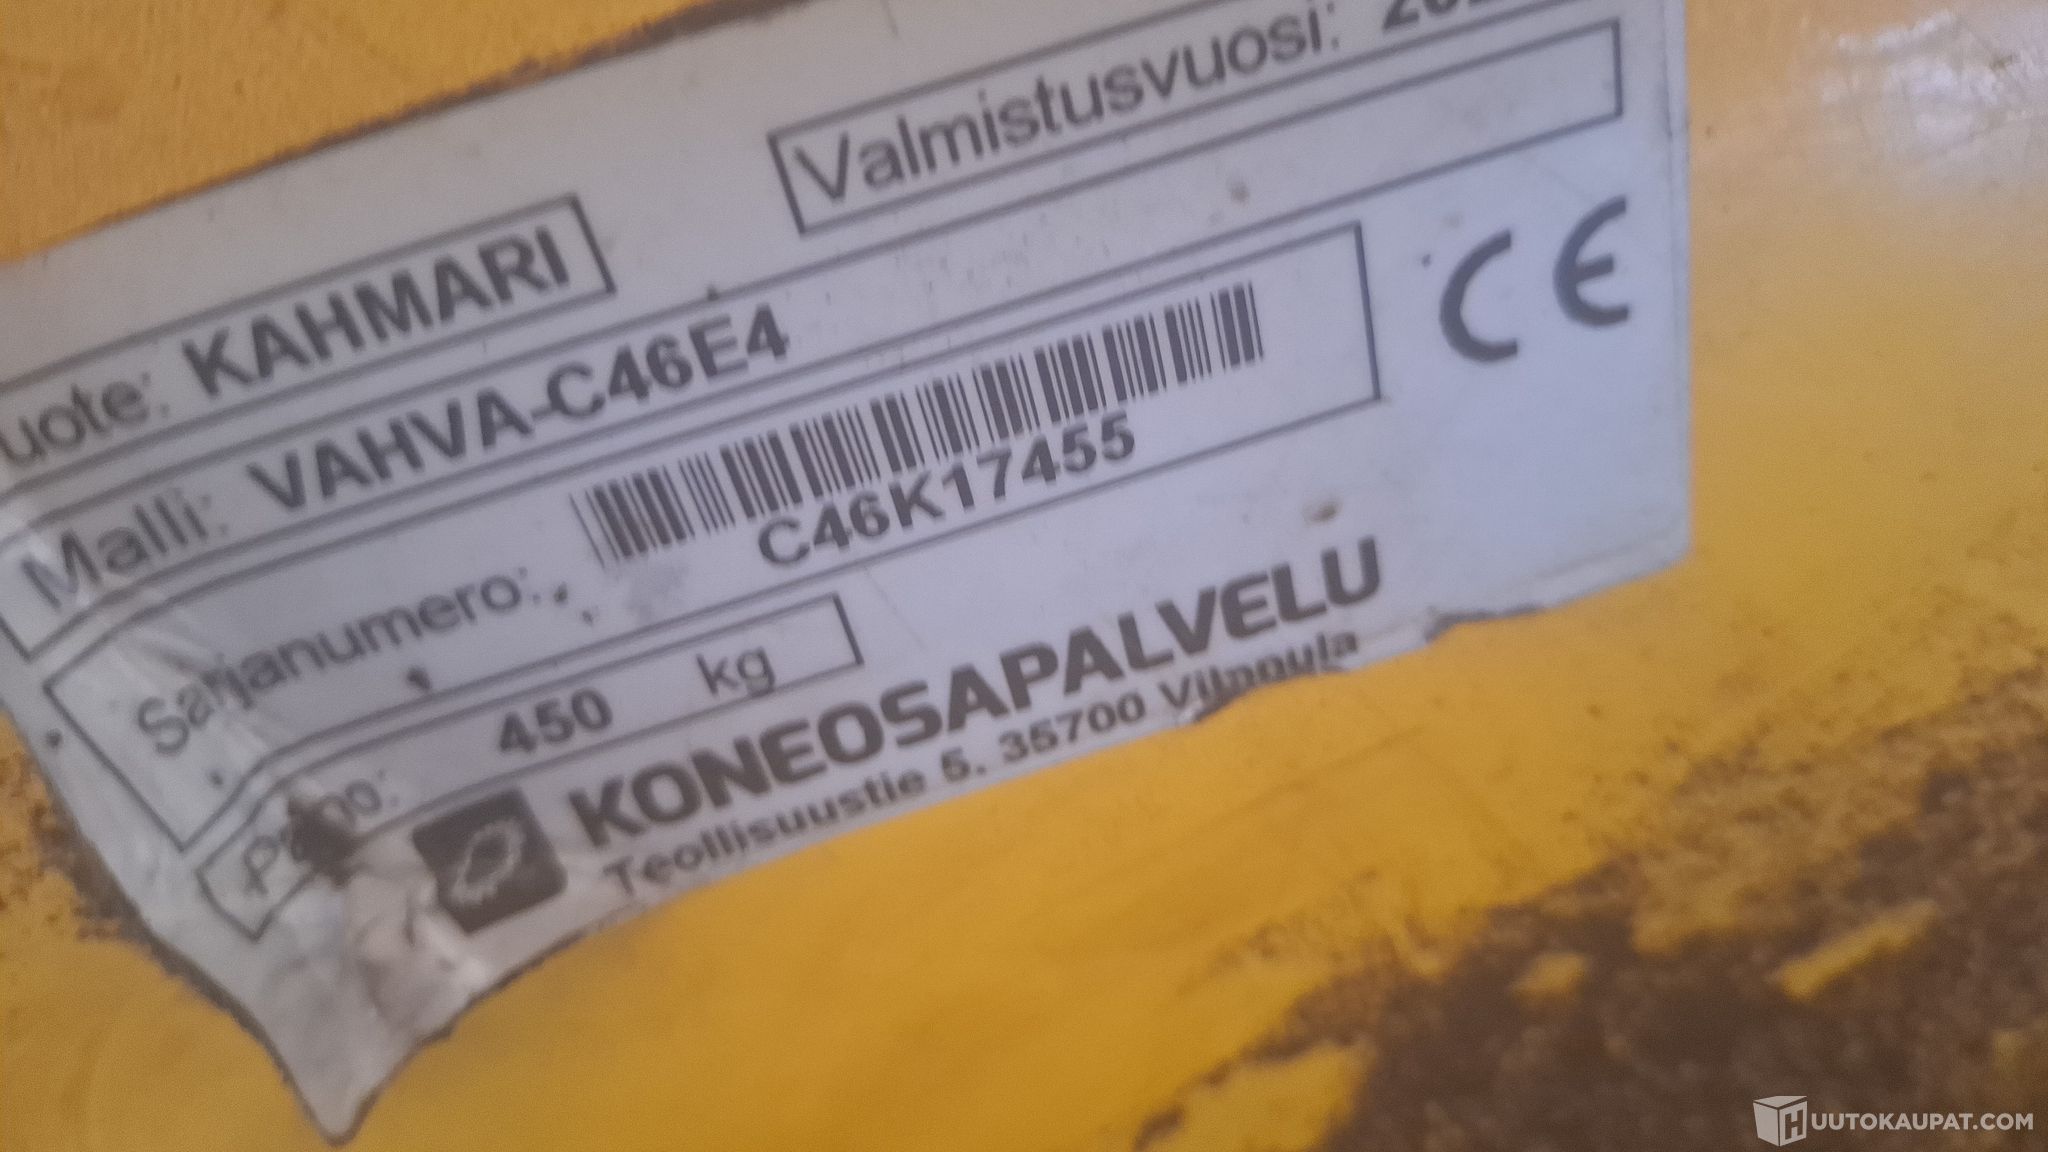 Valmistusvuosi:
uote: KAHMARI
Malli: VAHVA-C46E4
Sarjanumero:
C46K17455
450 kg
KONEOSAPALVELU
Teollisuustie 5. 35700 Vilppula
CE
HUUTOKAUPAT.COM